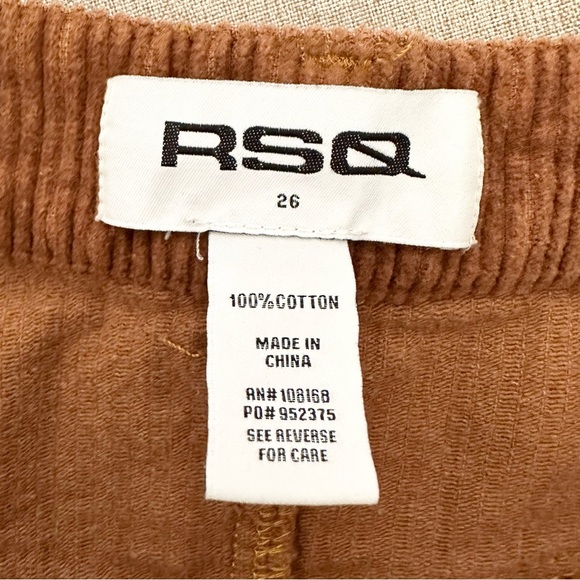 RSQ
26
100%COTTON
MADE IN
CHINA
RN# 108168
PO# 952375
SEE REVERSE
FOR CARE